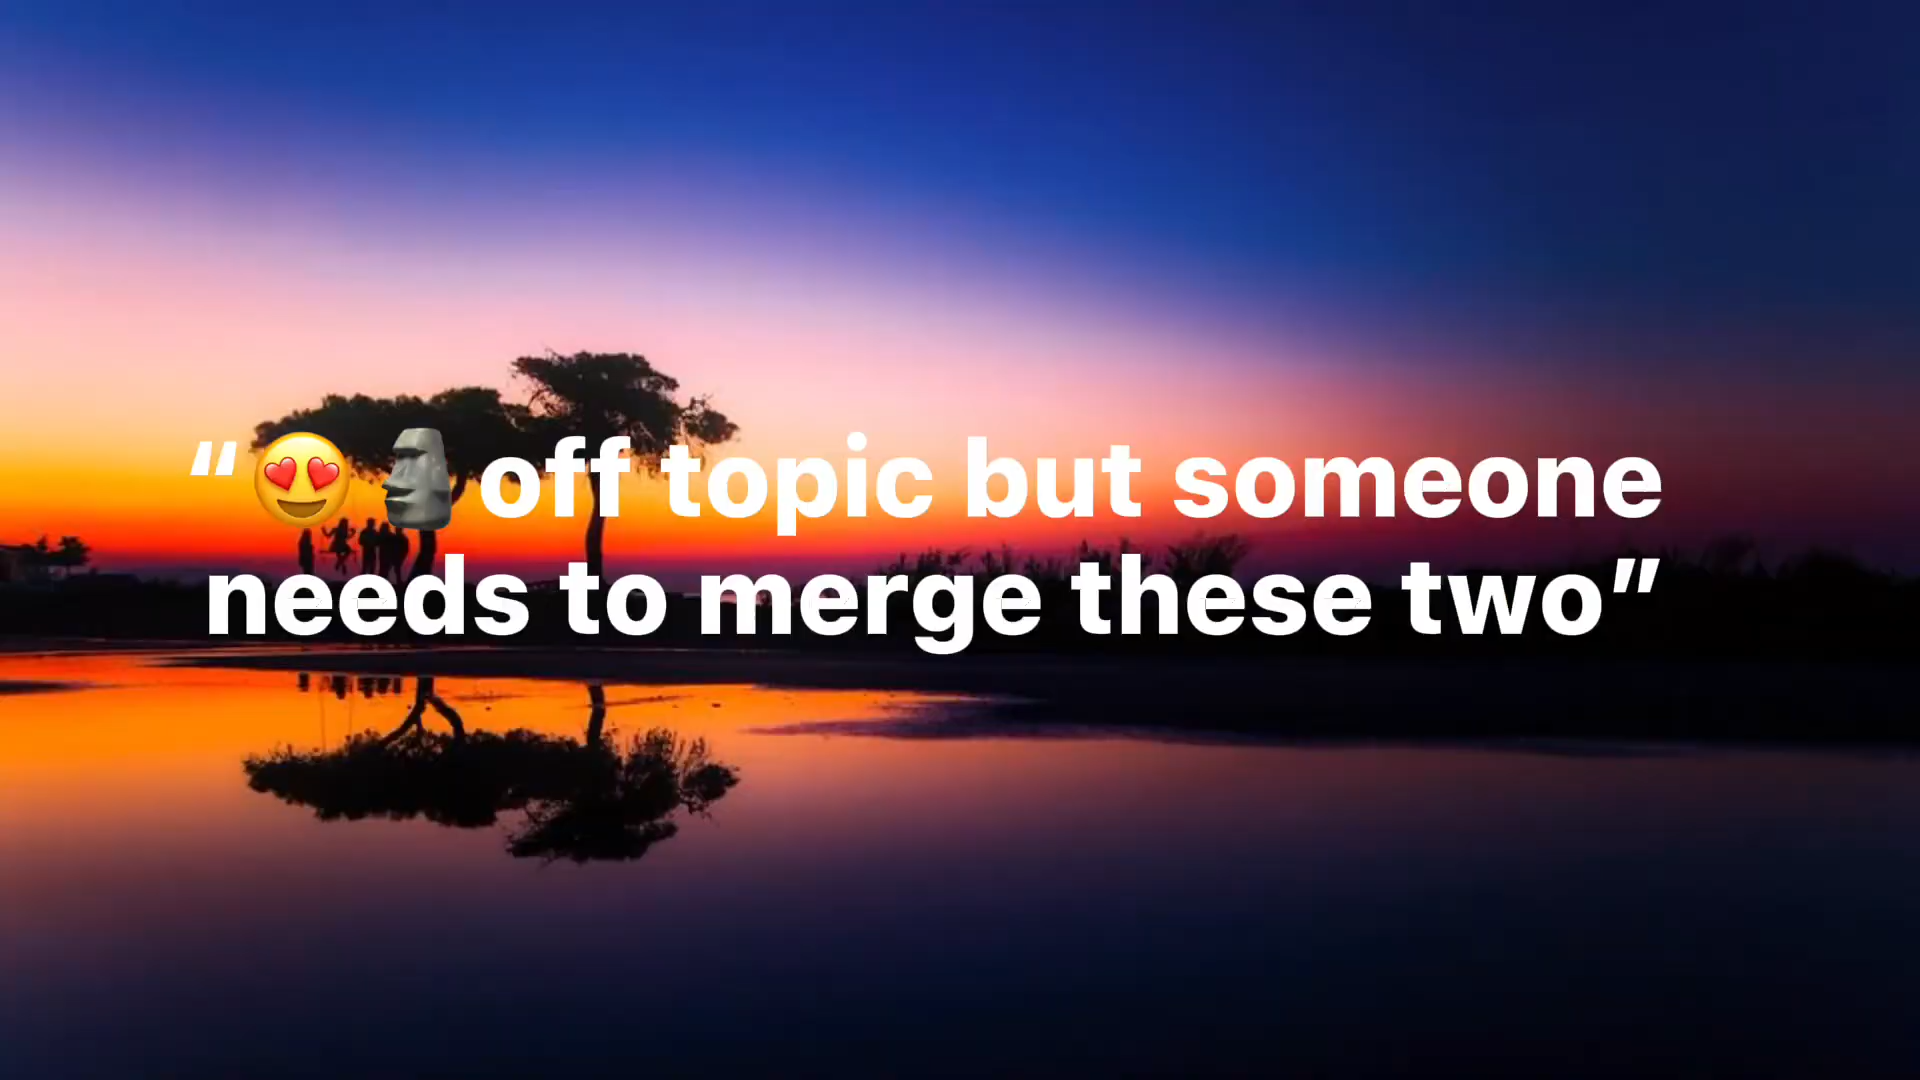 “😍🗿off topic but someone
needs to merge these two”